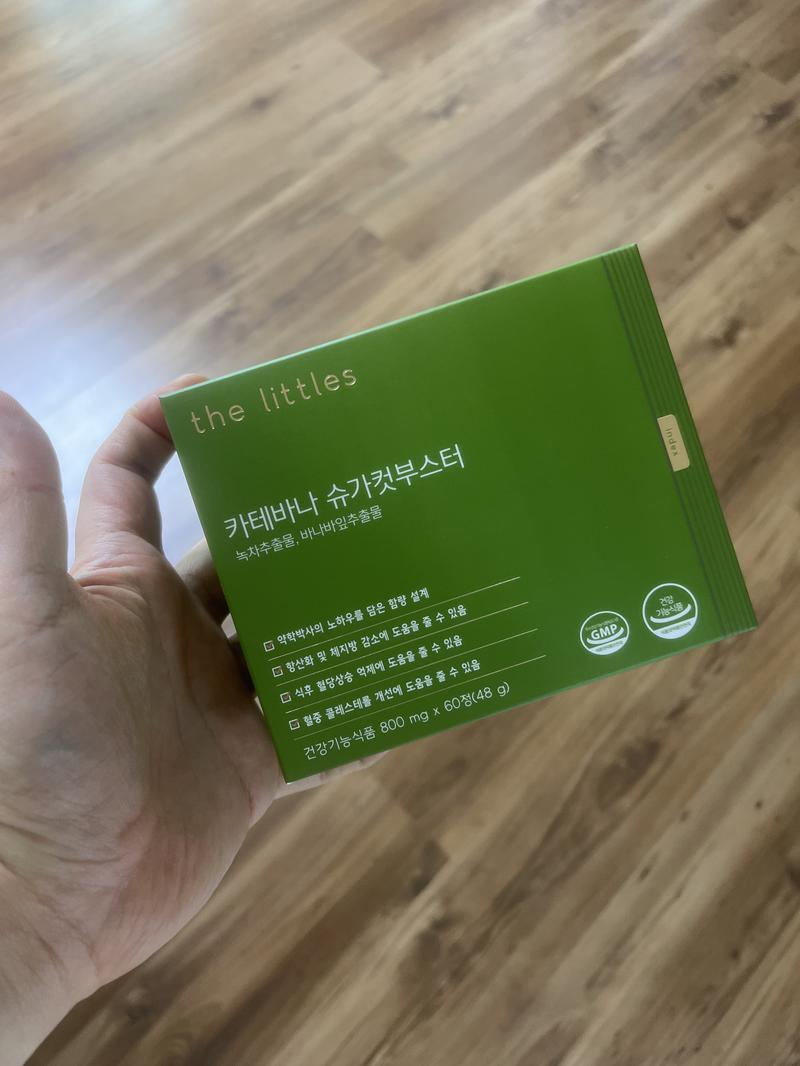 the littles
index
카테바나 슈가컷부스터
녹차추출물, 바나바잎추출물
약학박사의 노하우를 담은 함량 설계
항산화 및 체지방 감소에 도움을 줄 수 있음
식후 혈당상승 억제에 도움을 줄 수 있음
혈중 콜레스테롤 개선에 도움을 줄 수 있음
건강기능식품 800 mg x 60정(48 g)
GMP
건강
기능식품